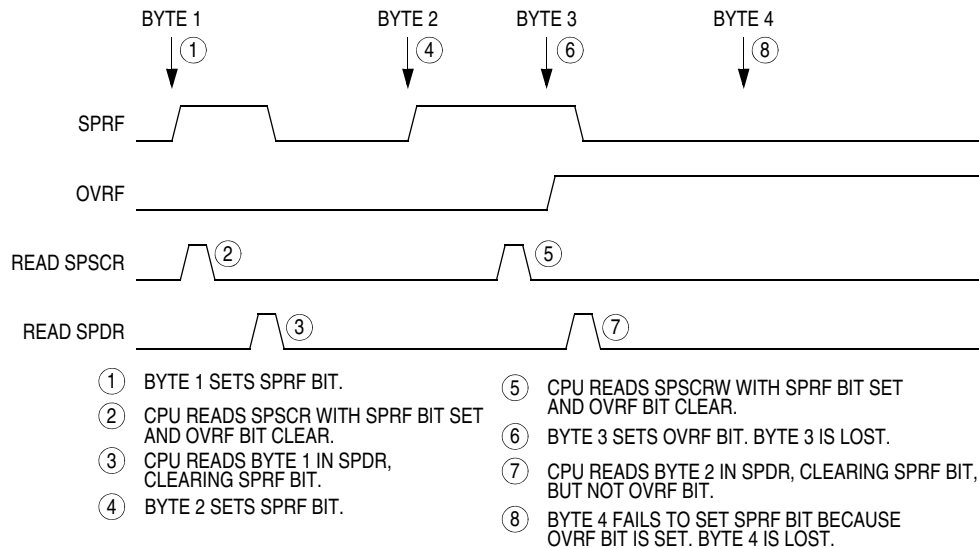 BYTE 1 BYTE 2 BYTE 3 BYTE 4
1 4 6 8
SPRF
OVRF
READ SPSCR 2 5
READ SPDR 3 7
1 BYTE 1 SETS SPRF BIT.
2 CPU READS SPSCR WITH SPRF BIT SET
AND OVRF BIT CLEAR.
3 CPU READS BYTE 1 IN SPDR,
CLEARING SPRF BIT.
4 BYTE 2 SETS SPRF BIT.
5 CPU READS SPSCRW WITH SPRF BIT SET
AND OVRF BIT CLEAR.
6 BYTE 3 SETS OVRF BIT. BYTE 3 IS LOST.
7 CPU READS BYTE 2 IN SPDR, CLEARING SPRF BIT,
BUT NOT OVRF BIT.
8 BYTE 4 FAILS TO SET SPRF BIT BECAUSE
OVRF BIT IS SET. BYTE 4 IS LOST.